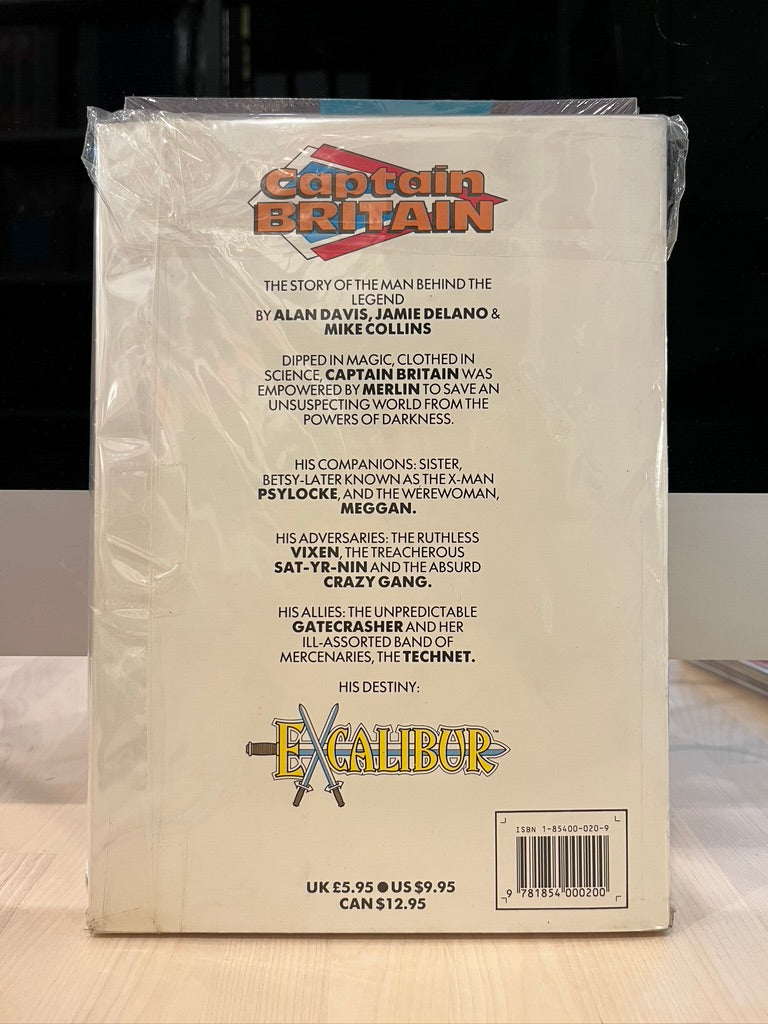 Captain
BRITAIN
THE STORY OF THE MAN BEHIND THE
LEGEND
BY ALAN DAVIS, JAMIE DELANO &
MIKE COLLINS
DIPPED IN MAGIC, CLOTHED IN
SCIENCE, CAPTAIN BRITAIN WAS
EMPOWERED BY MERLIN TO SAVE AN
UNSUSPECTING WORLD FROM THE
POWERS OF DARKNESS.
HIS COMPANIONS: SISTER,
BETSY-LATER KNOWN AS THE X-MAN
PSYLOCKE, AND THE WEREWOMAN,
MEGGAN.
HIS ADVERSARIES: THE RUTHLESS
VIXEN, THE TREACHEROUS
SAT-YR-NIN AND THE ABSURD
CRAZY GANG.
HIS ALLIES: THE UNPREDICTABLE
GATECRASHER AND HER
ILL-ASSORTED BAND OF
MERCENARIES, THE TECHNET.
HIS DESTINY:
EXCALIBUR™
ISBN 1-85400-020-9
9 781854 000200
UK £5.95 ● US $9.95
CAN $12.95